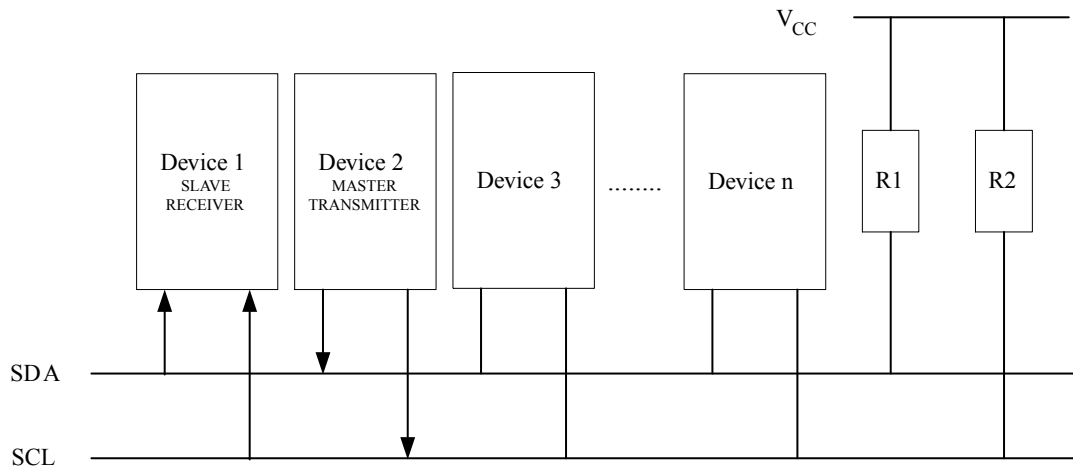 VCC
Device 1
SLAVE
RECEIVER
Device 2
MASTER
TRANSMITTER
Device 3
........
Device n
R1
R2
SDA
SCL